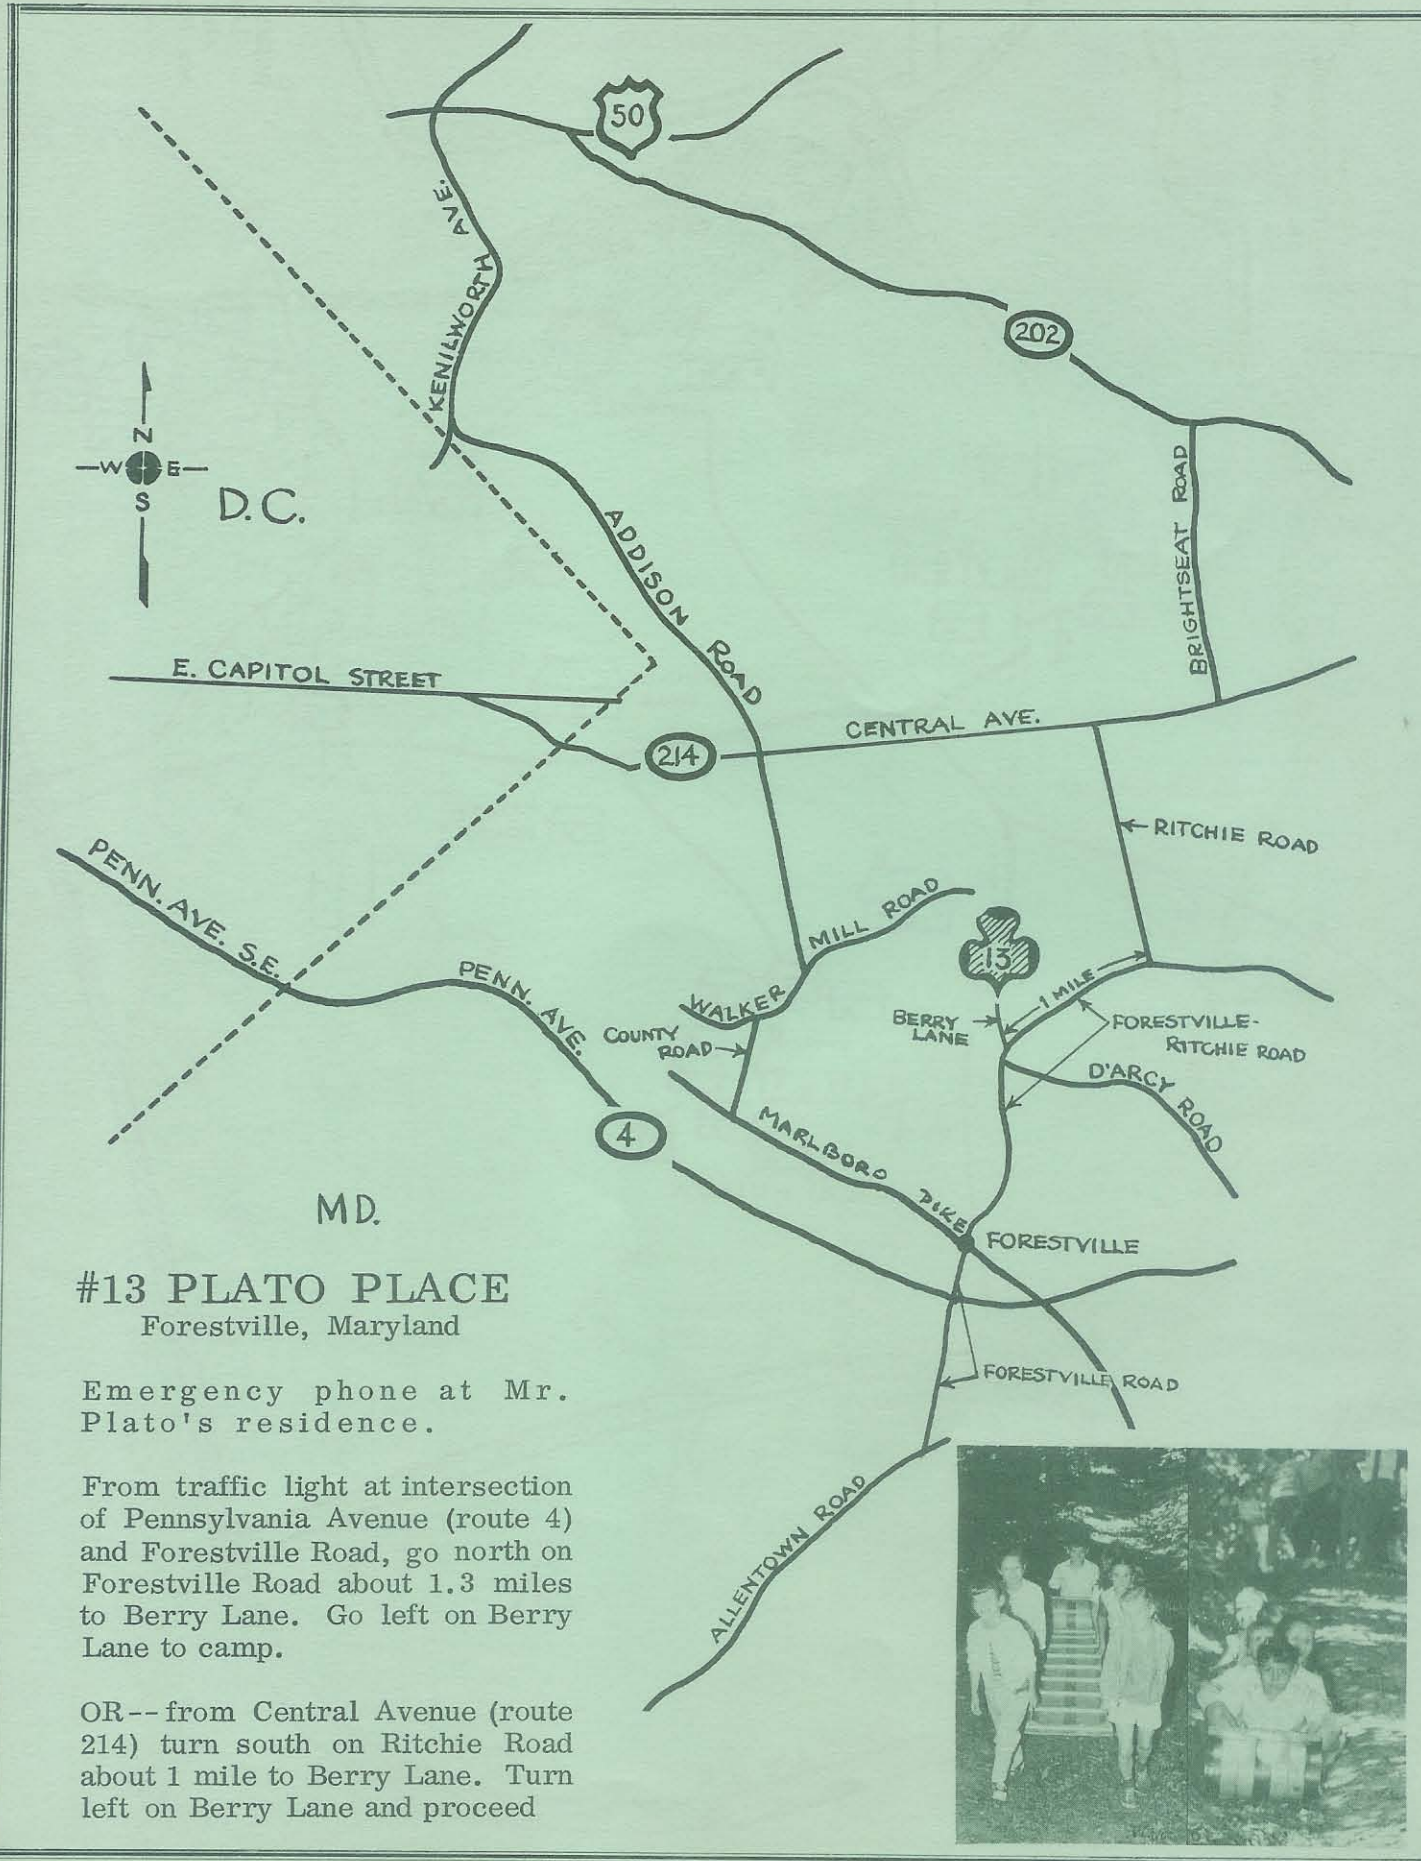 50
KENILWORTH AVE.
202
N
W E
S
D.C.
ADDISON ROAD
BRIGHTSEAT ROAD
E. CAPITOL STREET
CENTRAL AVE.
214
RITCHIE ROAD
PENN. AVE. S.E.
PENN. AVE.
MILL ROAD
13
WALKER
1 MILE
BERRY
LANE
COUNTY
ROAD
FORESTVILLE-
RITCHIE ROAD
D'ARCY ROAD
4
MARLBORO PIKE
MD.
FORESTVILLE
#13 PLATO PLACE
Forestville, Maryland
FORESTVILLE ROAD
Emergency phone at Mr.
Plato's residence.
ALLENTOWN ROAD
From traffic light at intersection
of Pennsylvania Avenue (route 4)
and Forestville Road, go north on
Forestville Road about 1.3 miles
to Berry Lane. Go left on Berry
Lane to camp.
OR--from Central Avenue (route
214) turn south on Ritchie Road
about 1 mile to Berry Lane. Turn
left on Berry Lane and proceed